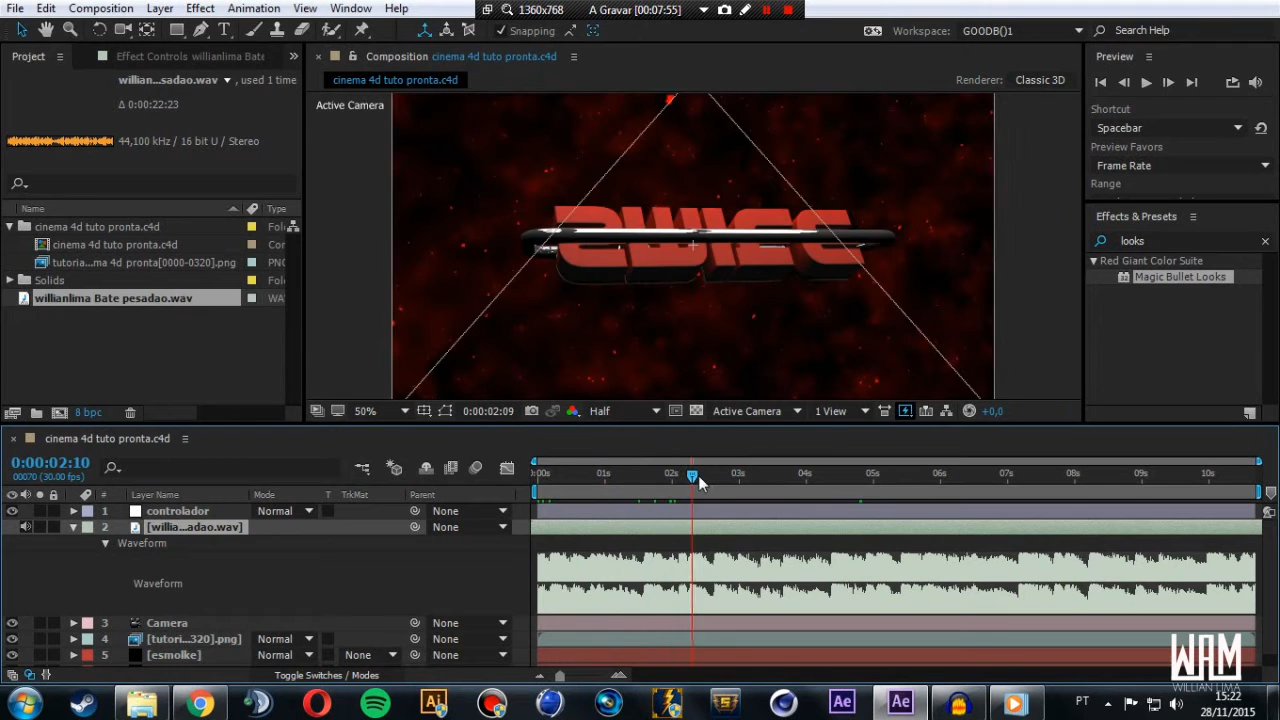 File Edit Composition Layer Effect Animation View Window Help
1360x768 A Gravar [00:07:55]
Snapping Workspace: GOODB()1 Search Help
Project Effect Controls willianlima Bate
willian...sadao.wav , used 1 time
Δ 0:00:22:23
44,100 kHz / 16 bit U / Stereo
Name Type
cinema 4d tuto pronta.c4d Fol
cinema 4d tuto pronta.c4d Co
tutoria...ma 4d pronta[0000-0320].png PN
Solids Fol
willianlima Bate pesadao.wav WA
8 bpc
Composition cinema 4d tuto pronta.c4d
cinema 4d tuto pronta.c4d Renderer: Classic 3D
Active Camera
50% 0:00:02:09 Half Active Camera 1 View +0,0
Preview
Shortcut
Spacebar
Preview Favors
Frame Rate
Range
Effects & Presets
looks
Red Giant Color Suite
Magic Bullet Looks
cinema 4d tuto pronta.c4d
0:00:02:10
00070 (30.00 fps)
:00s 01s 02s 03s 04s 05s 06s 07s 08s 09s 10s
# Layer Name Mode T TrkMat Parent
1 controlador Normal None
2 [willia...adao.wav] None
Waveform
Waveform
3 Camera None
4 [tutori...320].png] Normal None
5 [esmolke] Normal None None
Toggle Switches / Modes
WAM
WILLIAN LIMA
PT 15:22
28/11/2015